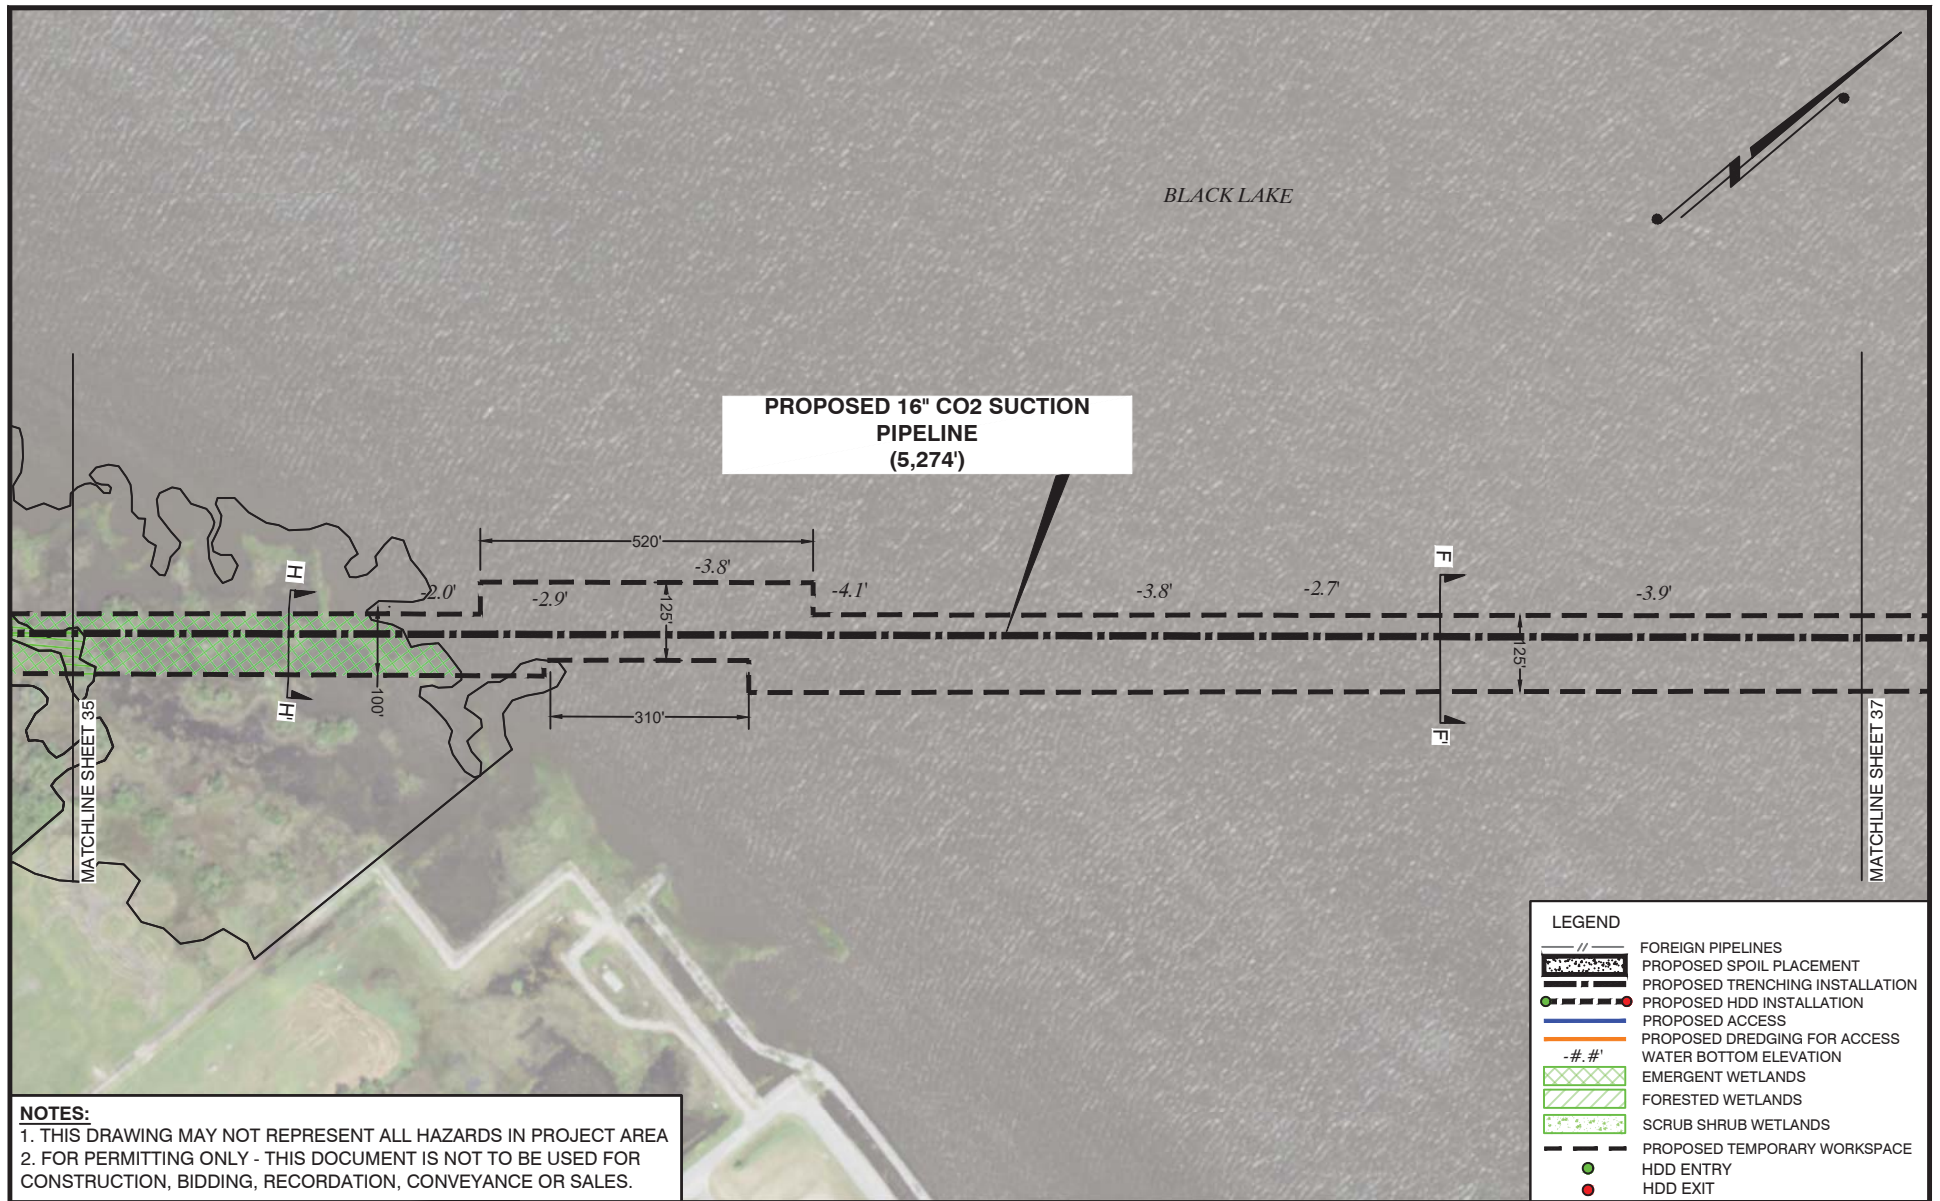 BLACK LAKE
PROPOSED 16" CO2 SUCTION
PIPELINE
(5,274')
520'
-3.8'
-2.0'
-2.9'
-4.1'
-3.8'
-2.7'
-3.9'
H
F
125'
125'
100'
310'
H'
F'
MATCHLINE SHEET 35
MATCHLINE SHEET 37
N
LEGEND
FOREIGN PIPELINES
PROPOSED SPOIL PLACEMENT
PROPOSED TRENCHING INSTALLATION
PROPOSED HDD INSTALLATION
PROPOSED ACCESS
PROPOSED DREDGING FOR ACCESS
-#.#' WATER BOTTOM ELEVATION
EMERGENT WETLANDS
FORESTED WETLANDS
SCRUB SHRUB WETLANDS
PROPOSED TEMPORARY WORKSPACE
HDD ENTRY
HDD EXIT
NOTES:
1. THIS DRAWING MAY NOT REPRESENT ALL HAZARDS IN PROJECT AREA
2. FOR PERMITTING ONLY - THIS DOCUMENT IS NOT TO BE USED FOR
CONSTRUCTION, BIDDING, RECORDATION, CONVEYANCE OR SALES.